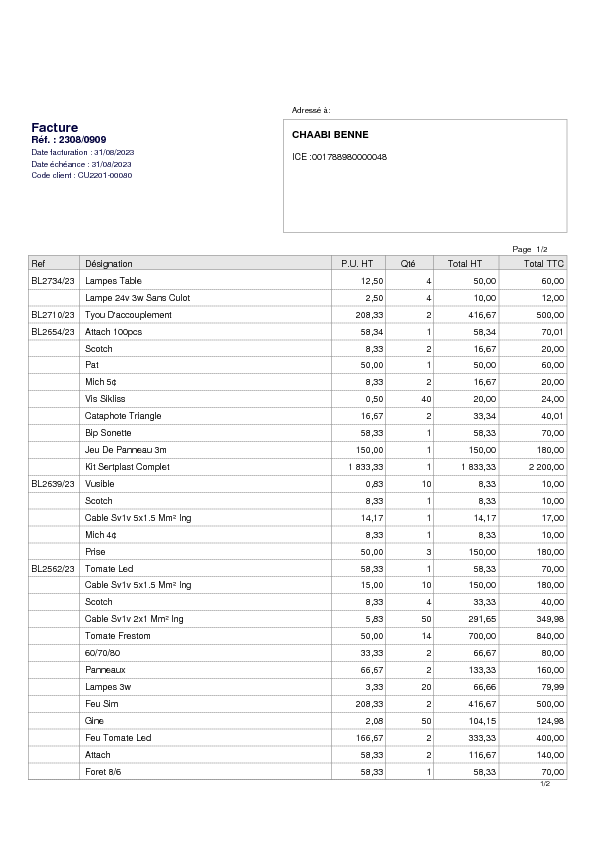 Adressé à:
Facture
Réf. : 2308/0909
Date facturation : 31/08/2023
Date échéance : 31/08/2023
Code client : CU2201-00080
CHAABI BENNE
ICE :001788980000048
Page 1/2
Ref Désignation P.U. HT Qté Total HT Total TTC
BL2734/23 Lampes Table 12,50 4 50,00 60,00
Lampe 24v 3w Sans Culot 2,50 4 10,00 12,00
BL2710/23 Tyou D'accouplement 208,33 2 416,67 500,00
BL2654/23 Attach 100pcs 58,34 1 58,34 70,01
Scotch 8,33 2 16,67 20,00
Pat 50,00 1 50,00 60,00
Mich 5¢ 8,33 2 16,67 20,00
Vis Sikliss 0,50 40 20,00 24,00
Cataphote Triangle 16,67 2 33,34 40,01
Bip Sonette 58,33 1 58,33 70,00
Jeu De Panneau 3m 150,00 1 150,00 180,00
Kit Sertplast Complet 1 833,33 1 1 833,33 2 200,00
BL2639/23 Vusible 0,83 10 8,33 10,00
Scotch 8,33 1 8,33 10,00
Cable Sv1v 5x1.5 Mm² Ing 14,17 1 14,17 17,00
Mich 4¢ 8,33 1 8,33 10,00
Prise 50,00 3 150,00 180,00
BL2562/23 Tomate Led 58,33 1 58,33 70,00
Cable Sv1v 5x1.5 Mm² Ing 15,00 10 150,00 180,00
Scotch 8,33 4 33,33 40,00
Cable Sv1v 2x1 Mm² Ing 5,83 50 291,65 349,98
Tomate Frestom 50,00 14 700,00 840,00
60/70/80 33,33 2 66,67 80,00
Panneaux 66,67 2 133,33 160,00
Lampes 3w 3,33 20 66,66 79,99
Feu Sim 208,33 2 416,67 500,00
Gine 2,08 50 104,15 124,98
Feu Tomate Led 166,67 2 333,33 400,00
Attach 58,33 2 116,67 140,00
Foret 8/6 58,33 1 58,33 70,00
1/2